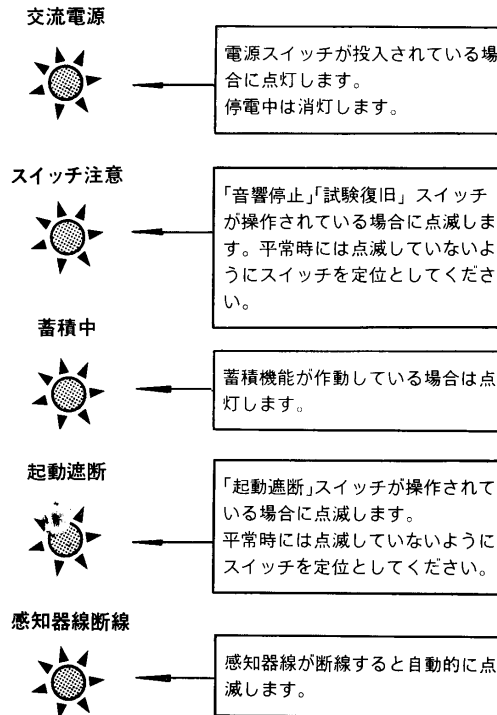 交流電源
電源スイッチが投入されている場
合に点灯します。
停電中は消灯します。
スイッチ注意
「音響停止」「試験復旧」スイッチ
が操作されている場合に点滅しま
す。平常時には点滅していないよ
うにスイッチを定位としてくださ
い。
蓄積中
蓄積機能が作動している場合は点
灯します。
起動遮断
「起動遮断」スイッチが操作されて
いる場合に点滅します。
平常時には点滅していないように
スイッチを定位としてください。
感知器線断線
感知器線が断線すると自動的に点
滅します。